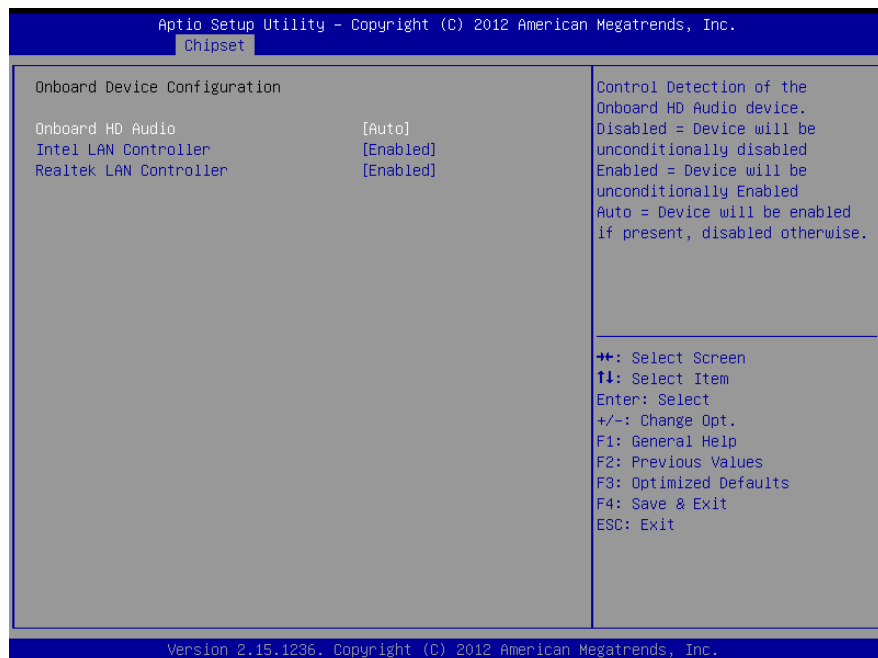 Aptio Setup Utility – Copyright (C) 2012 American Megatrends, Inc.
Chipset
Onboard Device Configuration
Onboard HD Audio [Auto]
Intel LAN Controller [Enabled]
Realtek LAN Controller [Enabled]
Control Detection of the
Onboard HD Audio device.
Disabled = Device will be
unconditionally disabled
Enabled = Device will be
unconditionally Enabled
Auto = Device will be enabled
if present, disabled otherwise.
→←: Select Screen
↑↓: Select Item
Enter: Select
+/-: Change Opt.
F1: General Help
F2: Previous Values
F3: Optimized Defaults
F4: Save & Exit
ESC: Exit
Version 2.15.1236. Copyright (C) 2012 American Megatrends, Inc.